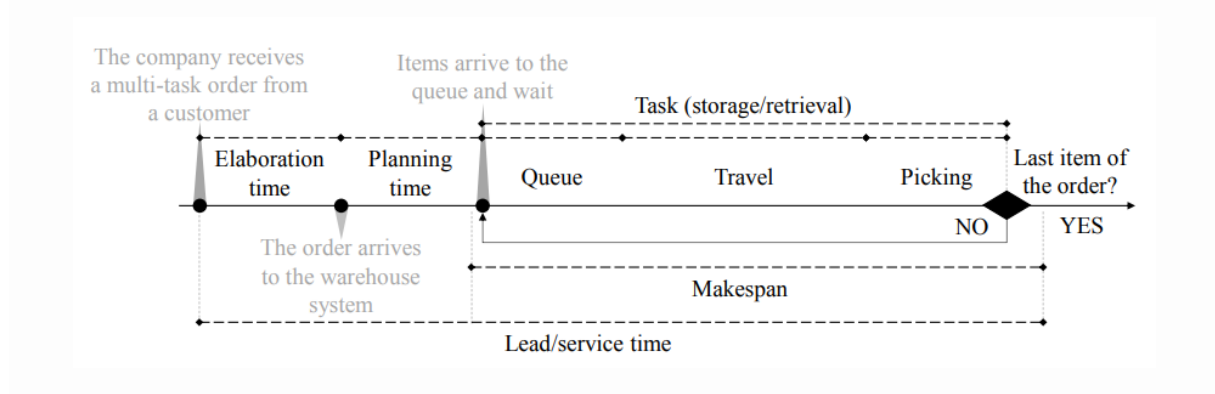 The company receives
a multi-task order from
a customer
Items arrive to the
queue and wait
Task (storage/retrieval)
Elaboration
time
Planning
time
Queue
Travel
Picking
Last item of
the order?
NO
YES
The order arrives
to the warehouse
system
Makespan
Lead/service time